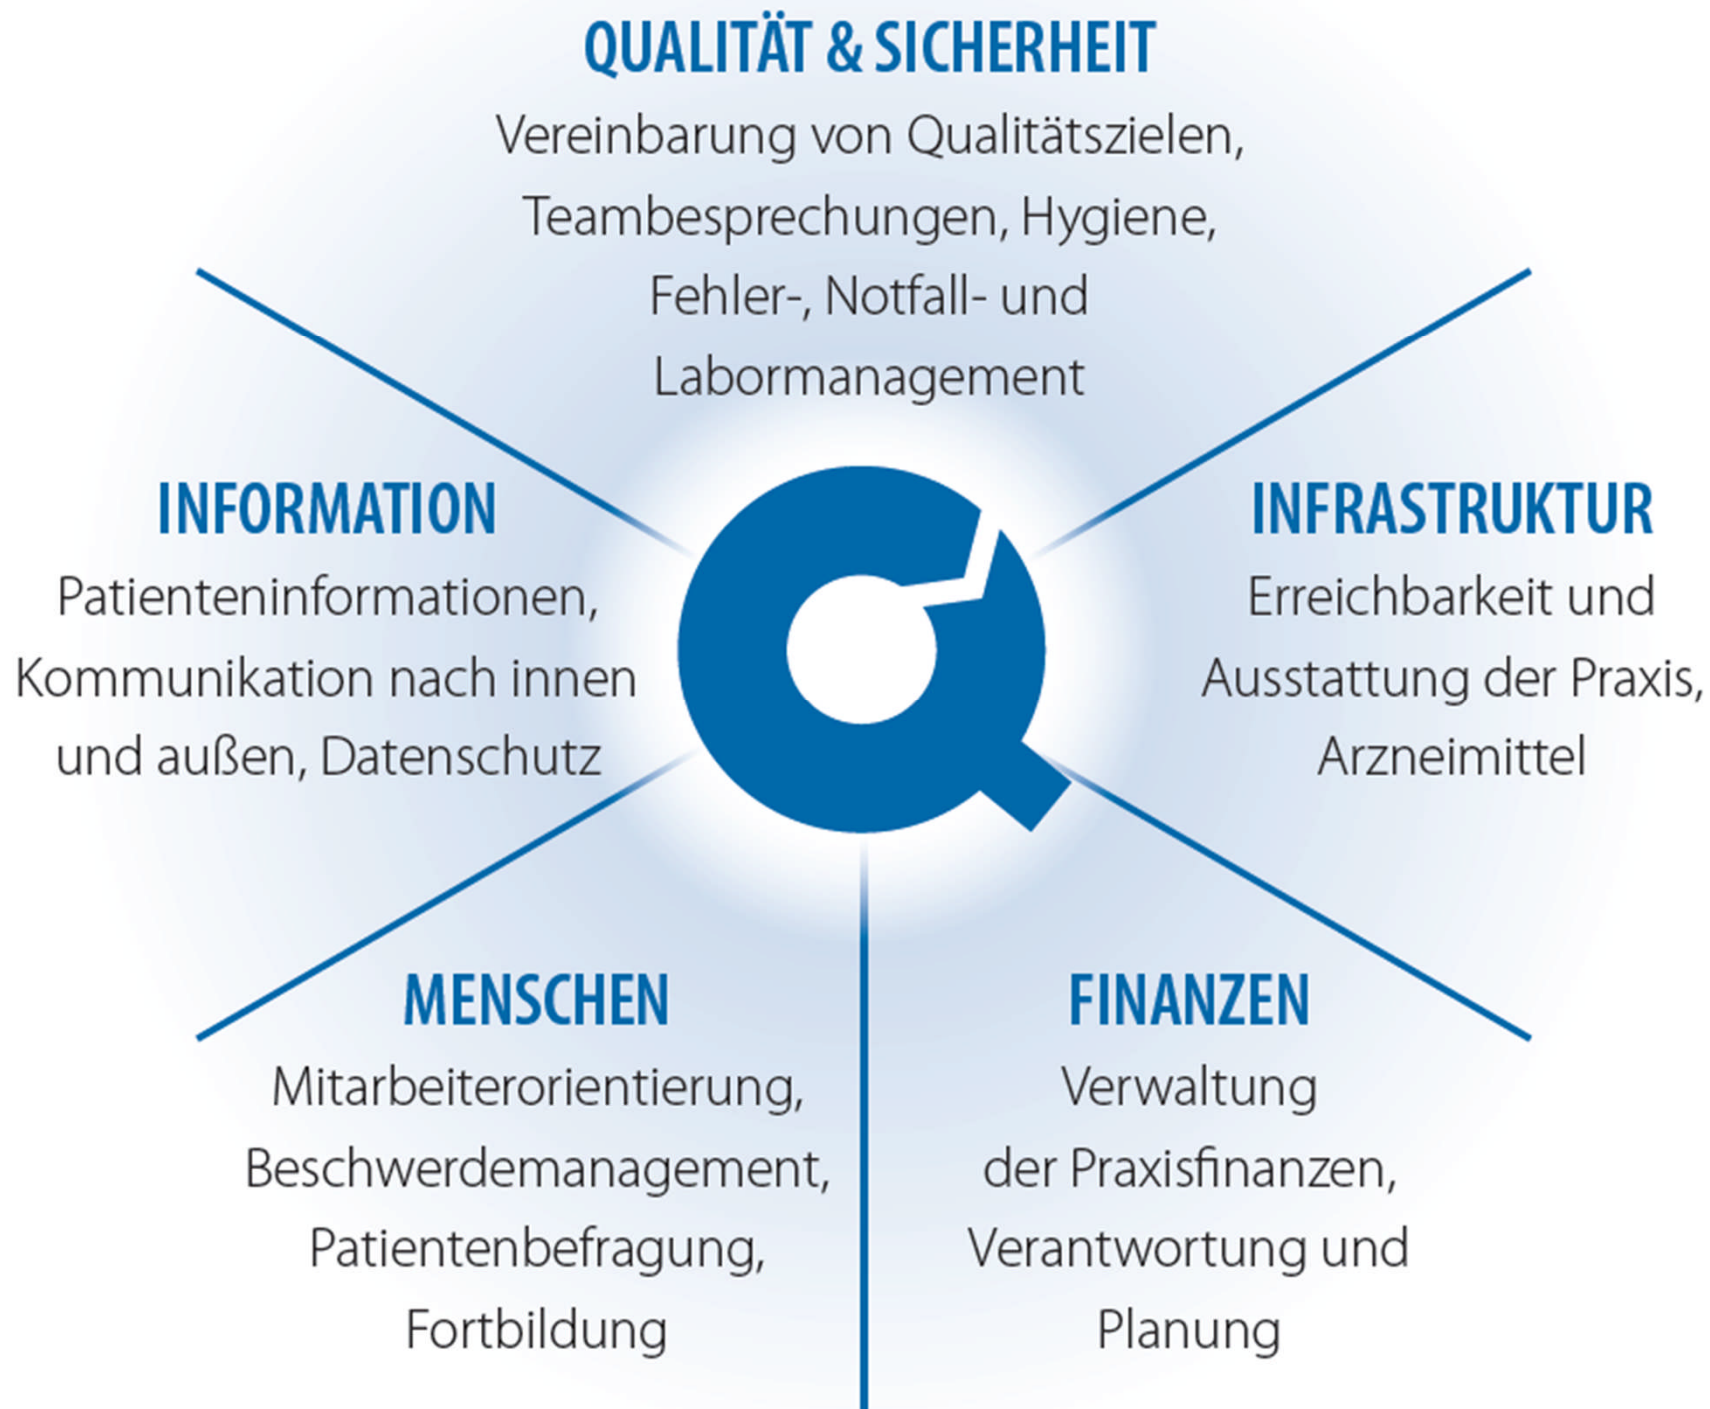 QUALITÄT & SICHERHEIT
Vereinbarung von Qualitätszielen,
Teambesprechungen, Hygiene,
Fehler-, Notfall- und
Labormanagement
INFORMATION
Patienteninformationen,
Kommunikation nach innen
und außen, Datenschutz
INFRASTRUKTUR
Erreichbarkeit und
Ausstattung der Praxis,
Arzneimittel
MENSCHEN
Mitarbeiterorientierung,
Beschwerdemanagement,
Patientenbefragung,
Fortbildung
FINANZEN
Verwaltung
der Praxisfinanzen,
Verantwortung und
Planung